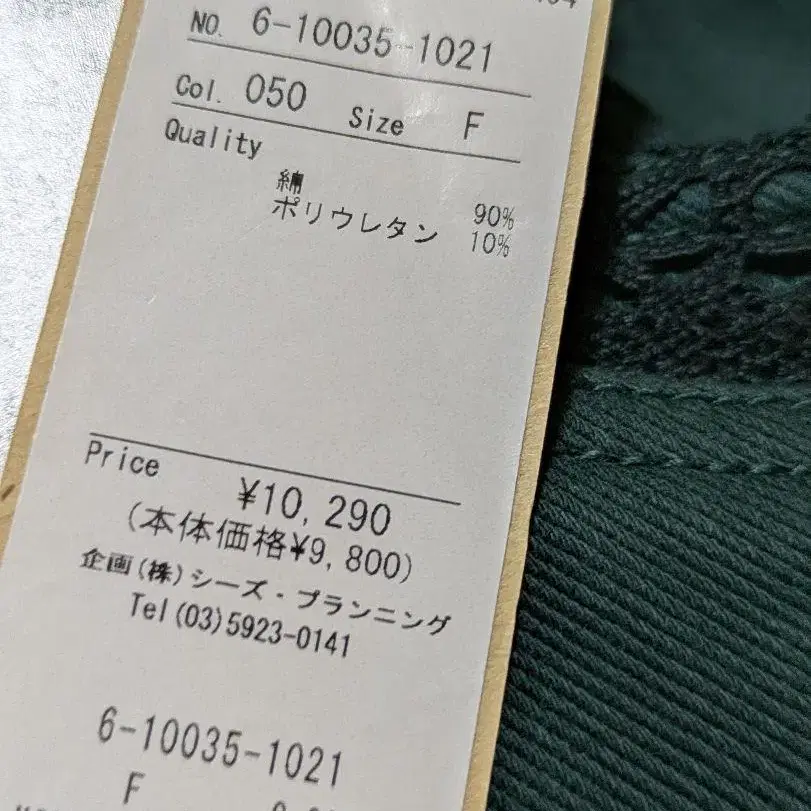 NO. 6-10035-1021
Col. 050 Size F
Quality
綿 90%
ポリウレタン 10%
Price
¥10,290
(本体価格¥9,800)
企画(株)シーズ・プランニング
Tel(03)5923-0141
6-10035-1021
F